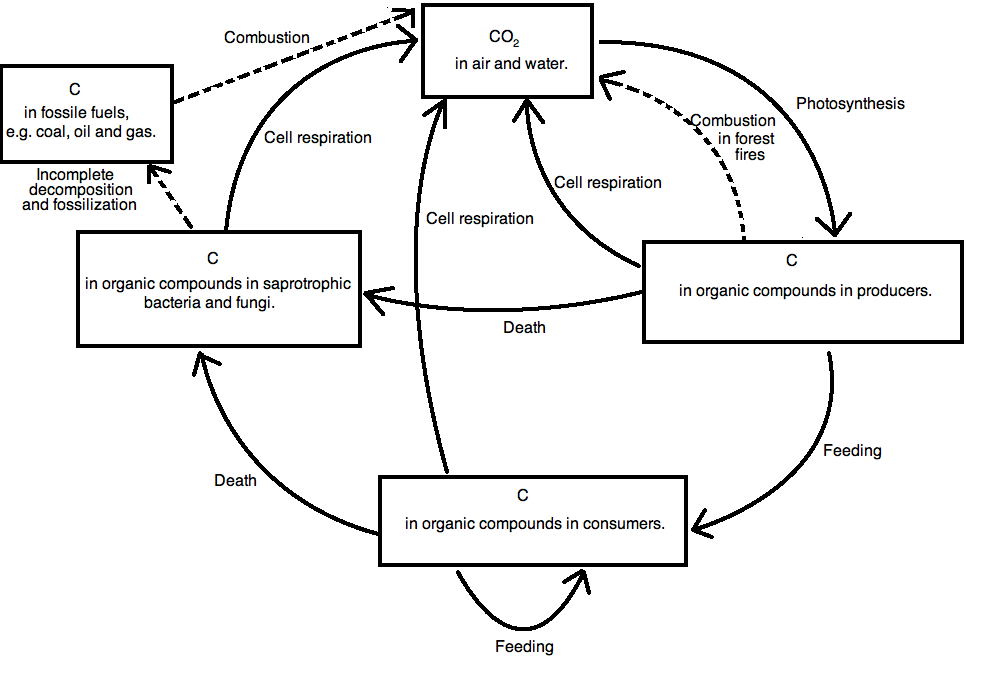 Combustion
CO₂
in air and water.
C
in fossile fuels,
e.g. coal, oil and gas.
Photosynthesis
Combustion
in forest
fires
Cell respiration
Incomplete
decomposition
and fossilization
Cell respiration
Cell respiration
C
in organic compounds in saprotrophic
bacteria and fungi.
C
in organic compounds in producers.
Death
Feeding
Death
C
in organic compounds in consumers.
Feeding